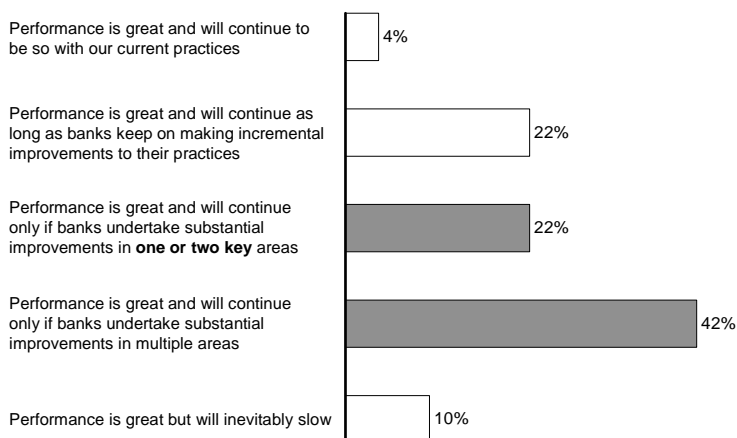 Performance is great and will continue to
be so with our current practices
4%
Performance is great and will continue as
long as banks keep on making incremental
improvements to their practices
22%
Performance is great and will continue
only if banks undertake substantial
improvements in one or two key areas
22%
Performance is great and will continue
only if banks undertake substantial
improvements in multiple areas
42%
Performance is great but will inevitably slow
10%